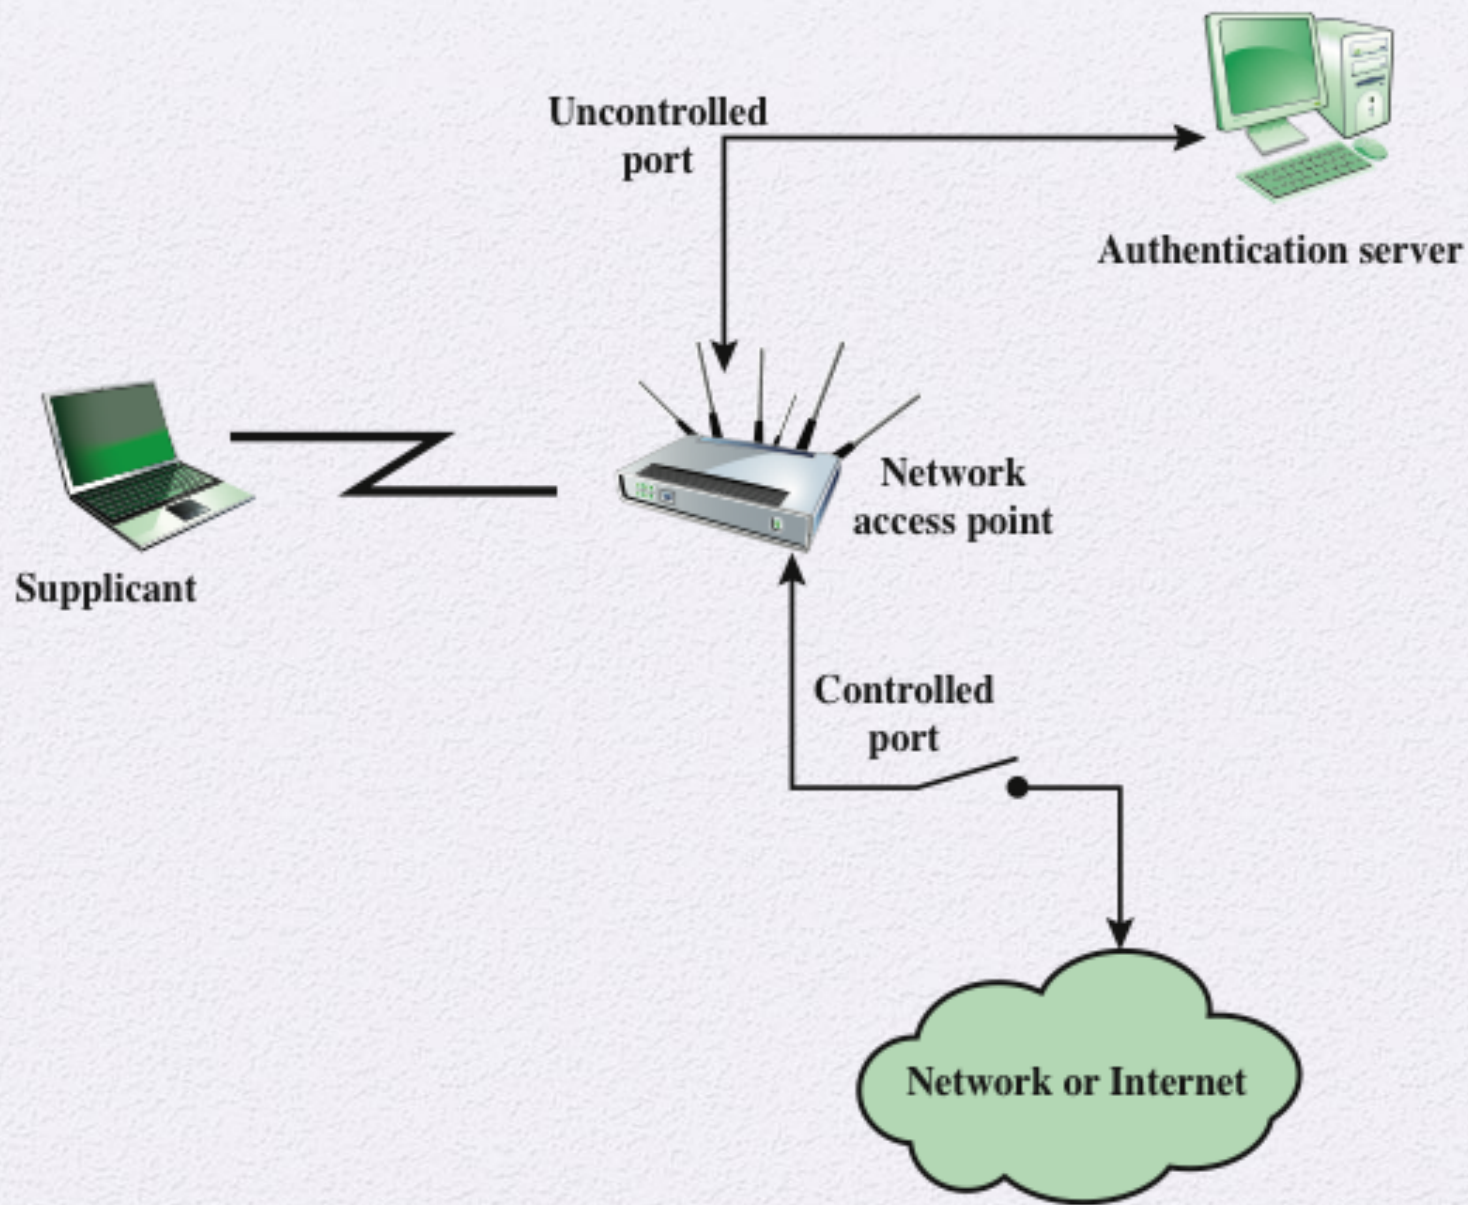 Uncontrolled
port
Authentication server
Network
access point
Supplicant
Controlled
port
Network or Internet